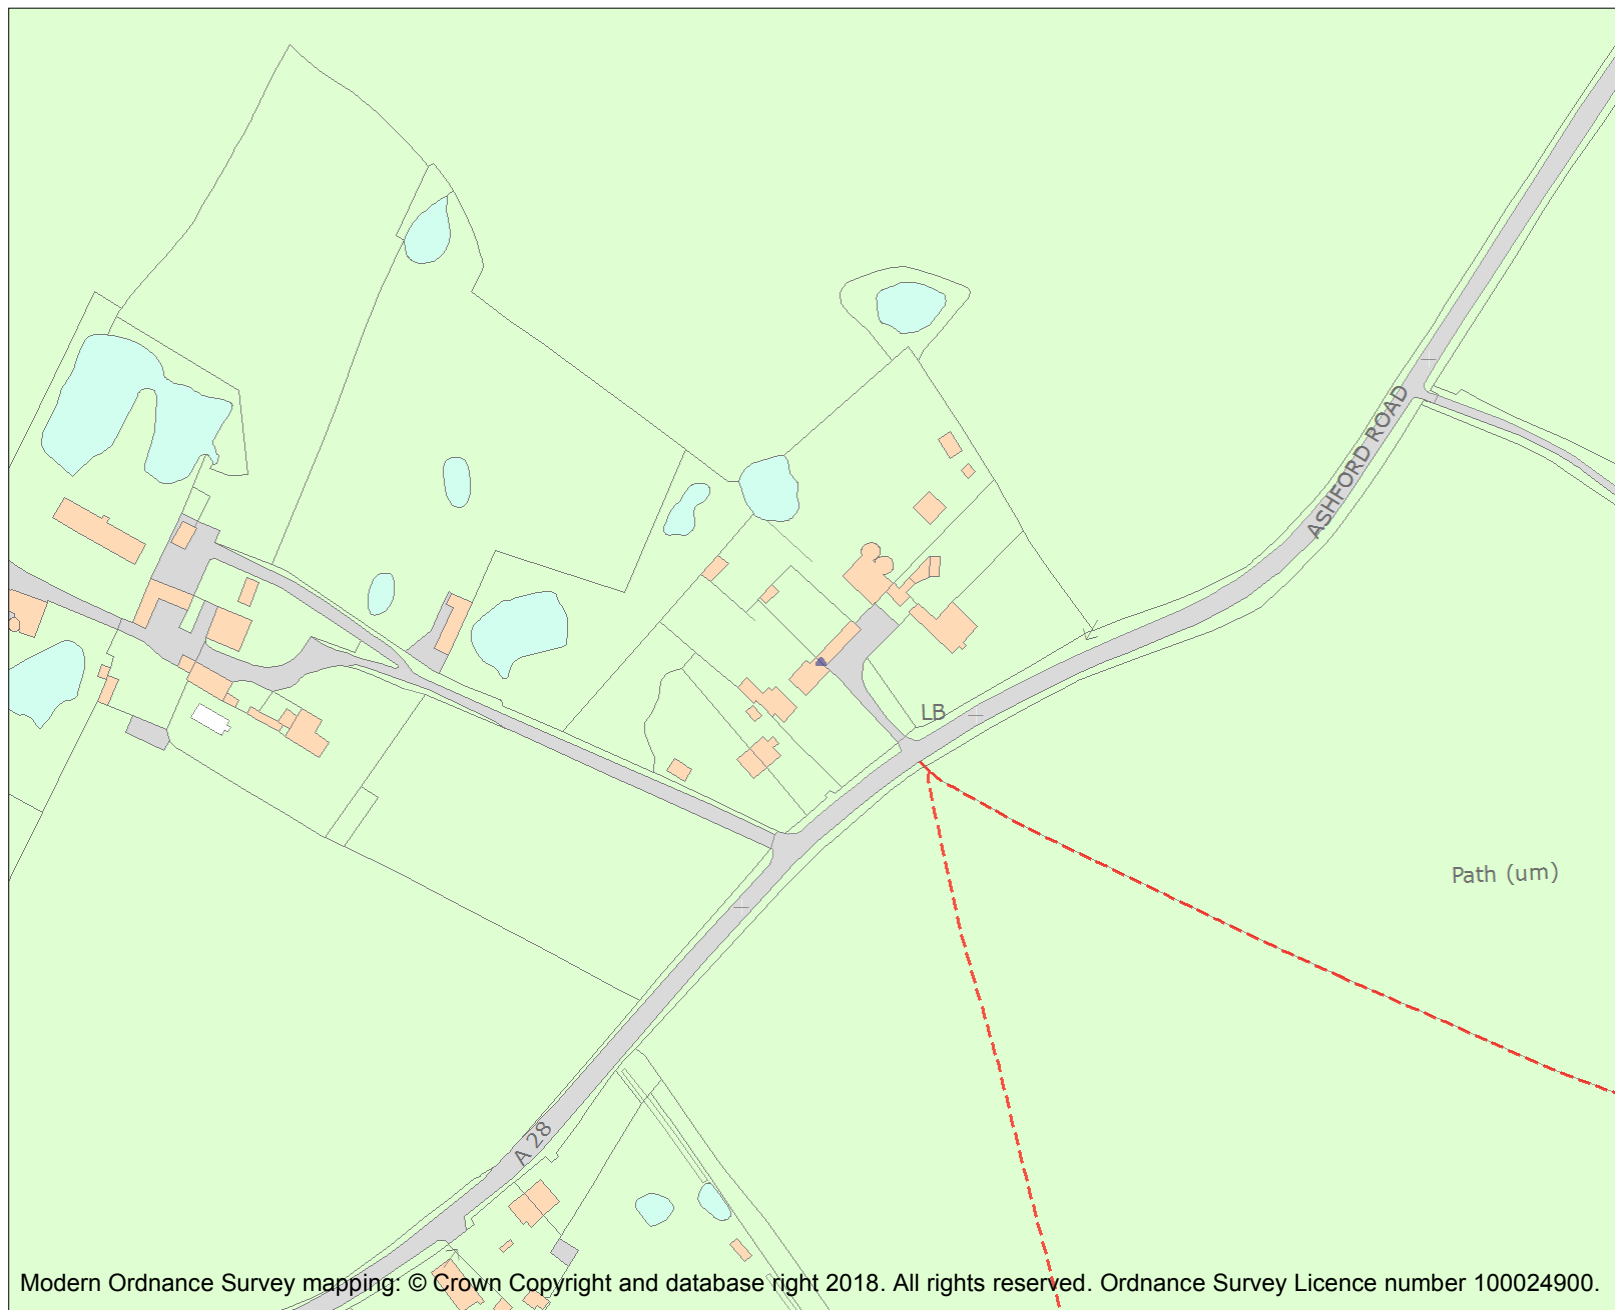 ASHFORD ROAD
LB
Path (um)
A 28
Modern Ordnance Survey mapping: © Crown Copyright and database right 2018. All rights reserved. Ordnance Survey Licence number 100024900.